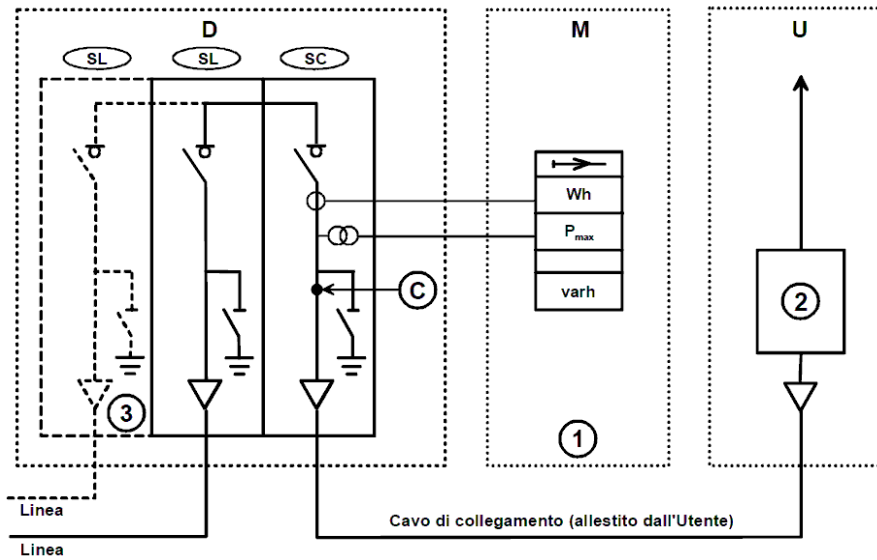 D
M
U
SL
SL
SC
Wh
Pmax
varh
C
2
3
1
Linea
Cavo di collegamento (allestito dall'Utente)
Linea